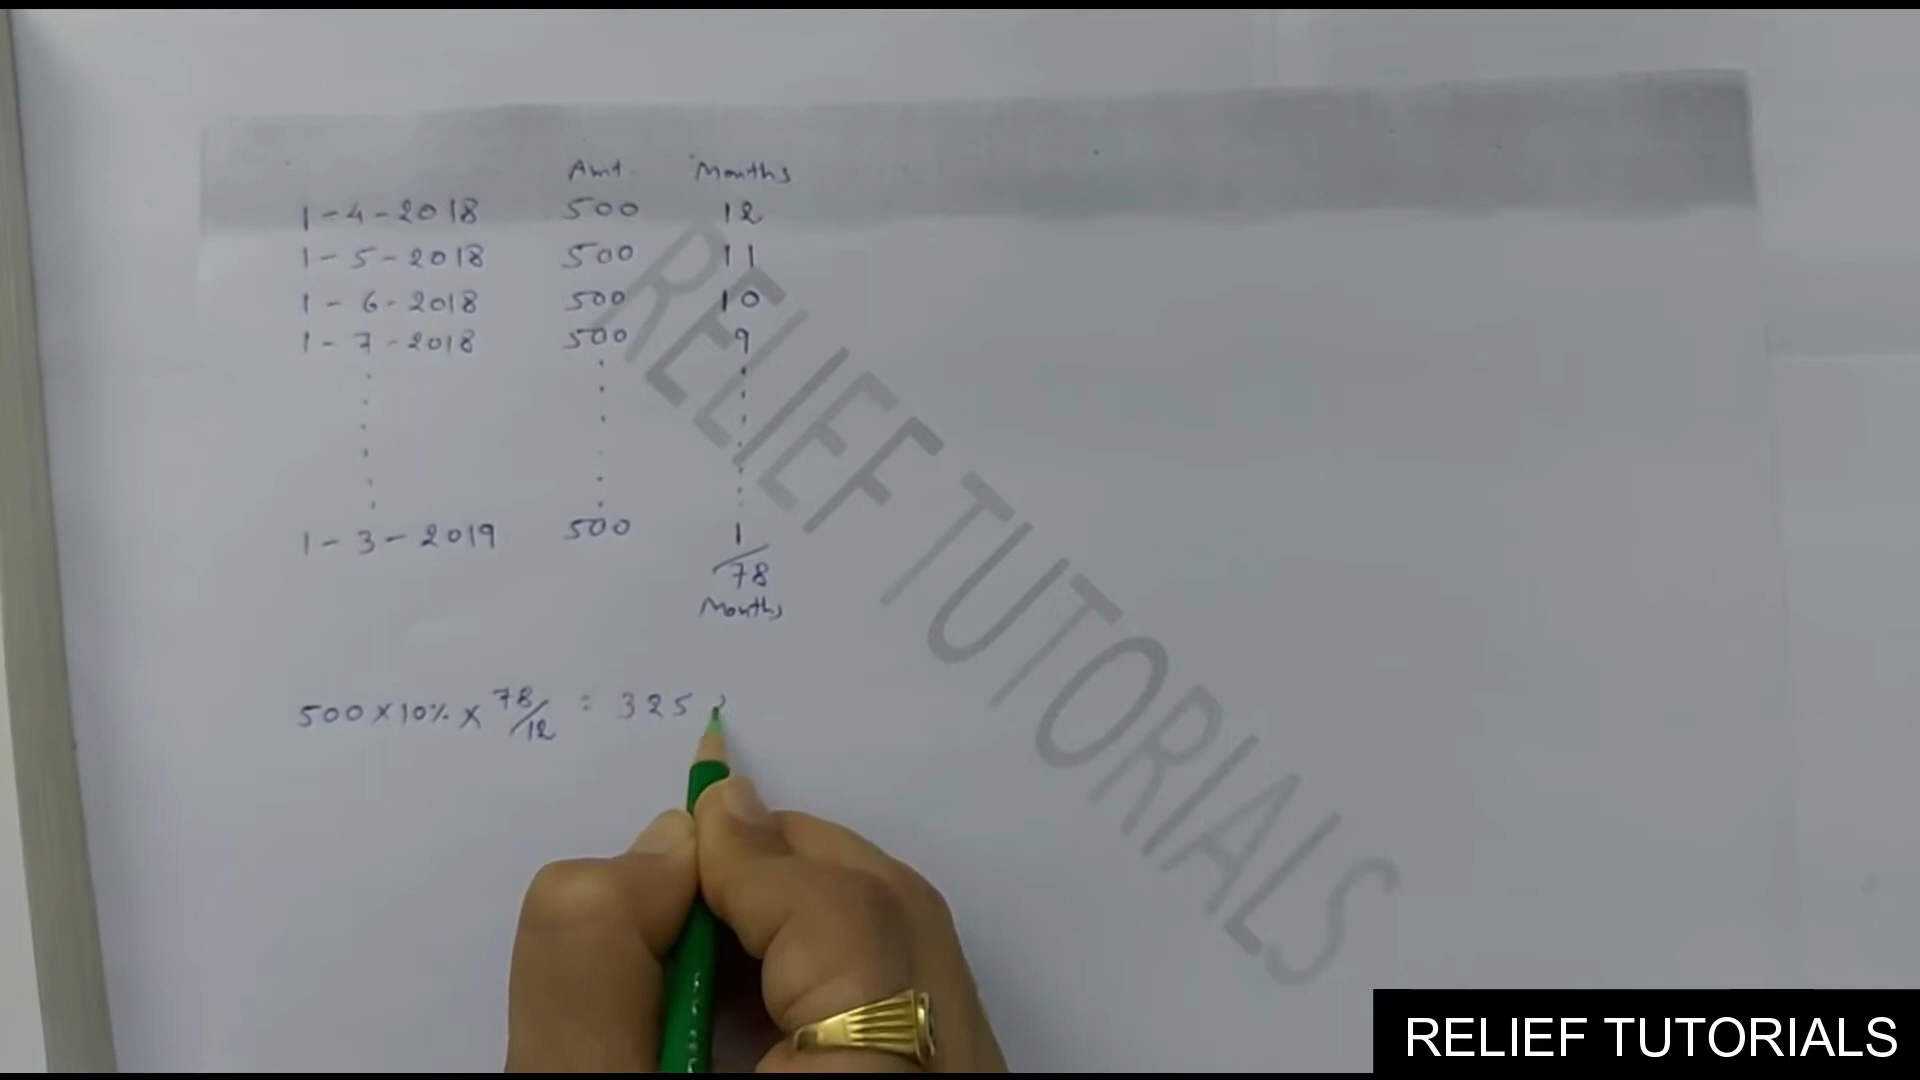 Amt. Months
1-4-2018 500 12
1-5-2018 500 11
1-6-2018 500 10
1-7-2018 500 9
1-3-2019 500 1
78
Months
500 x 10% x 78/12 = 325
RELIEF TUTORIALS
RELIEF TUTORIALS